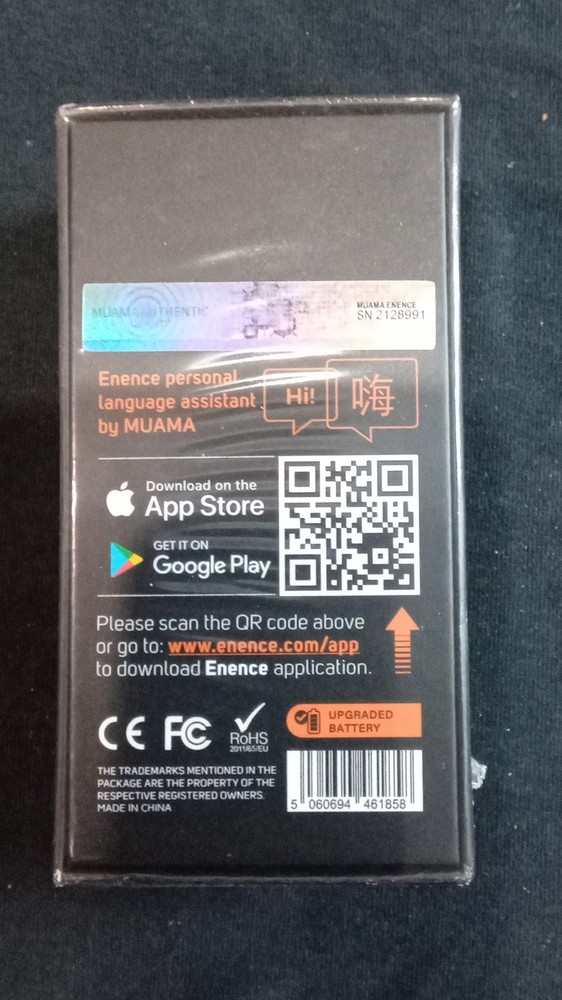 MUAMA AUTHENTIC
MUAMA ENENCE
SN 2128991
Enence personal
language assistant
by MUAMA
Hi!
嗨
Download on the
App Store
GET IT ON
Google Play
Please scan the QR code above
or go to: www.enence.com/app
to download Enence application.
CE FC
RoHS
2011/65/EU
UPGRADED
BATTERY
THE TRADEMARKS MENTIONED IN THE
PACKAGE ARE THE PROPERTY OF THE
RESPECTIVE REGISTERED OWNERS.
MADE IN CHINA
5 060694 461858